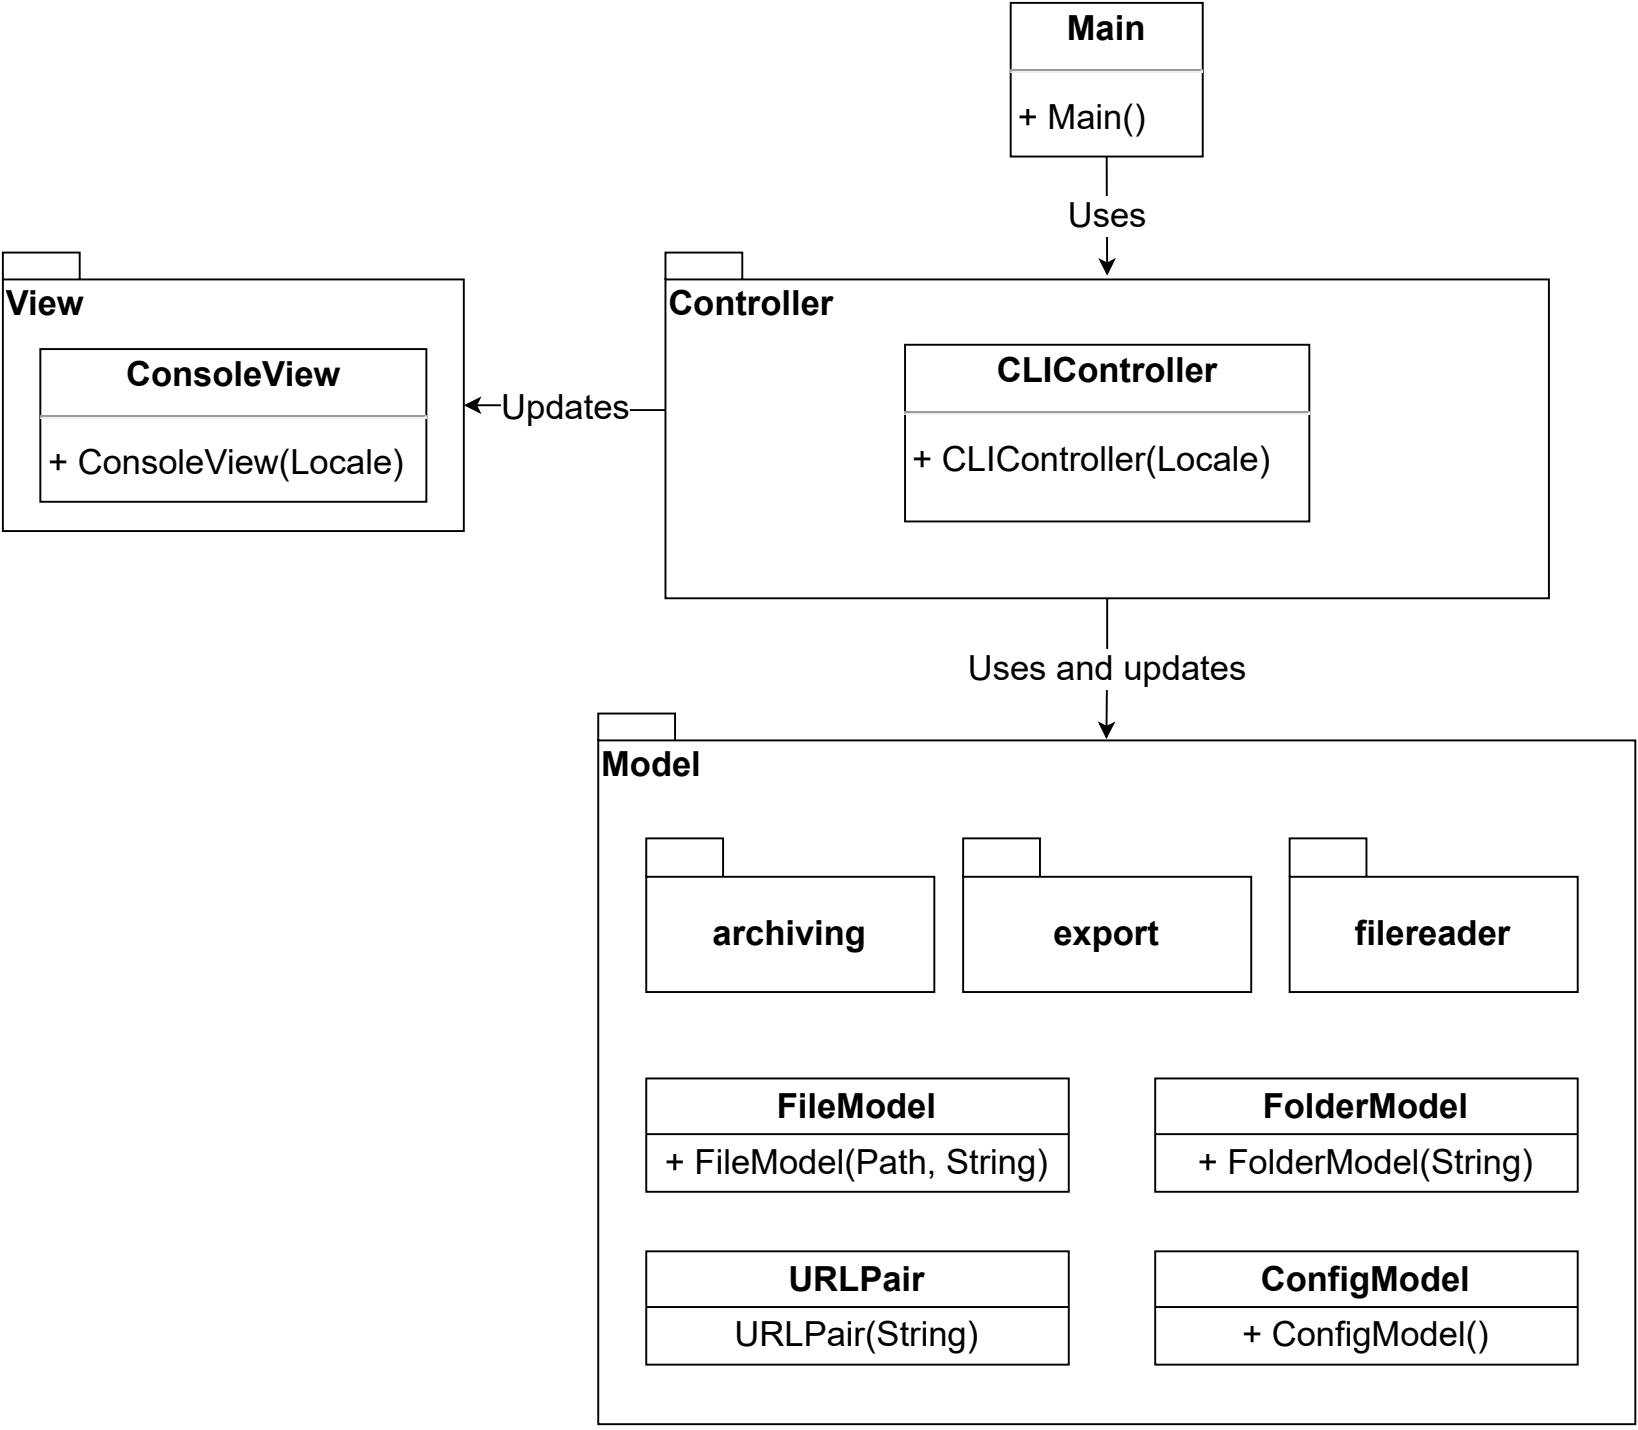 Main
+ Main()
Uses
View
ConsoleView
+ ConsoleView(Locale)
Updates
Controller
CLIController
+ CLIController(Locale)
Uses and updates
Model
archiving
export
filereader
FileModel
+ FileModel(Path, String)
FolderModel
+ FolderModel(String)
URLPair
URLPair(String)
ConfigModel
+ ConfigModel()